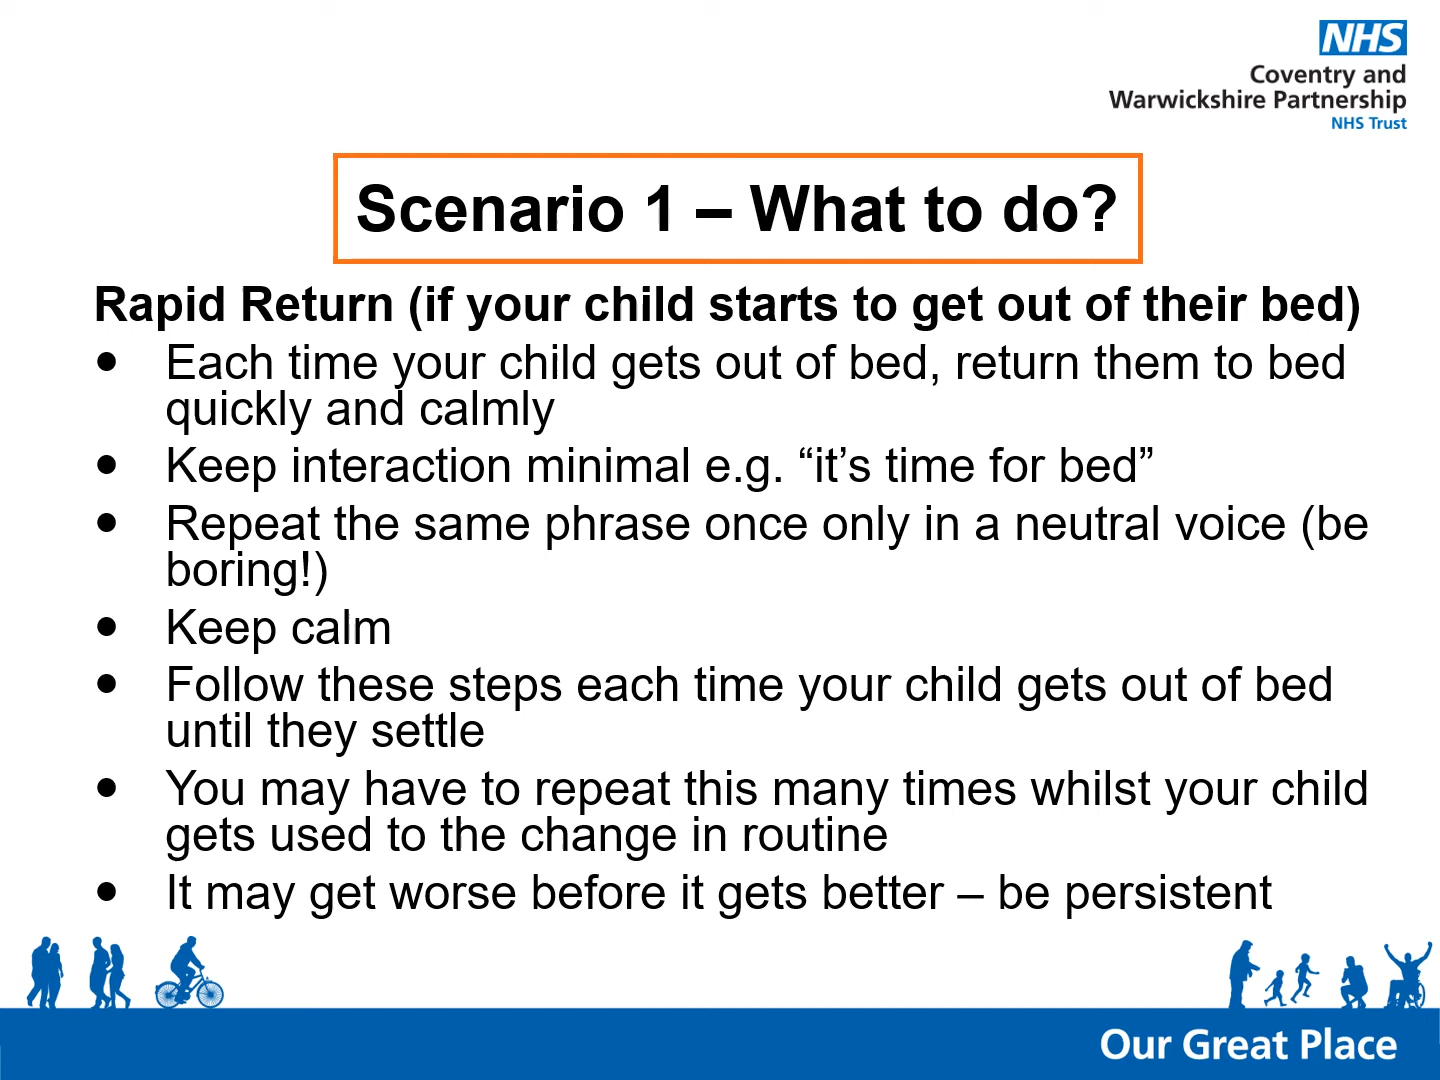 NHS
Coventry and
Warwickshire Partnership
NHS Trust
Scenario 1 – What to do?
Rapid Return (if your child starts to get out of their bed)
• Each time your child gets out of bed, return them to bed
quickly and calmly
• Keep interaction minimal e.g. “it’s time for bed”
• Repeat the same phrase once only in a neutral voice (be
boring!)
• Keep calm
• Follow these steps each time your child gets out of bed
until they settle
• You may have to repeat this many times whilst your child
gets used to the change in routine
• It may get worse before it gets better – be persistent
Our Great Place